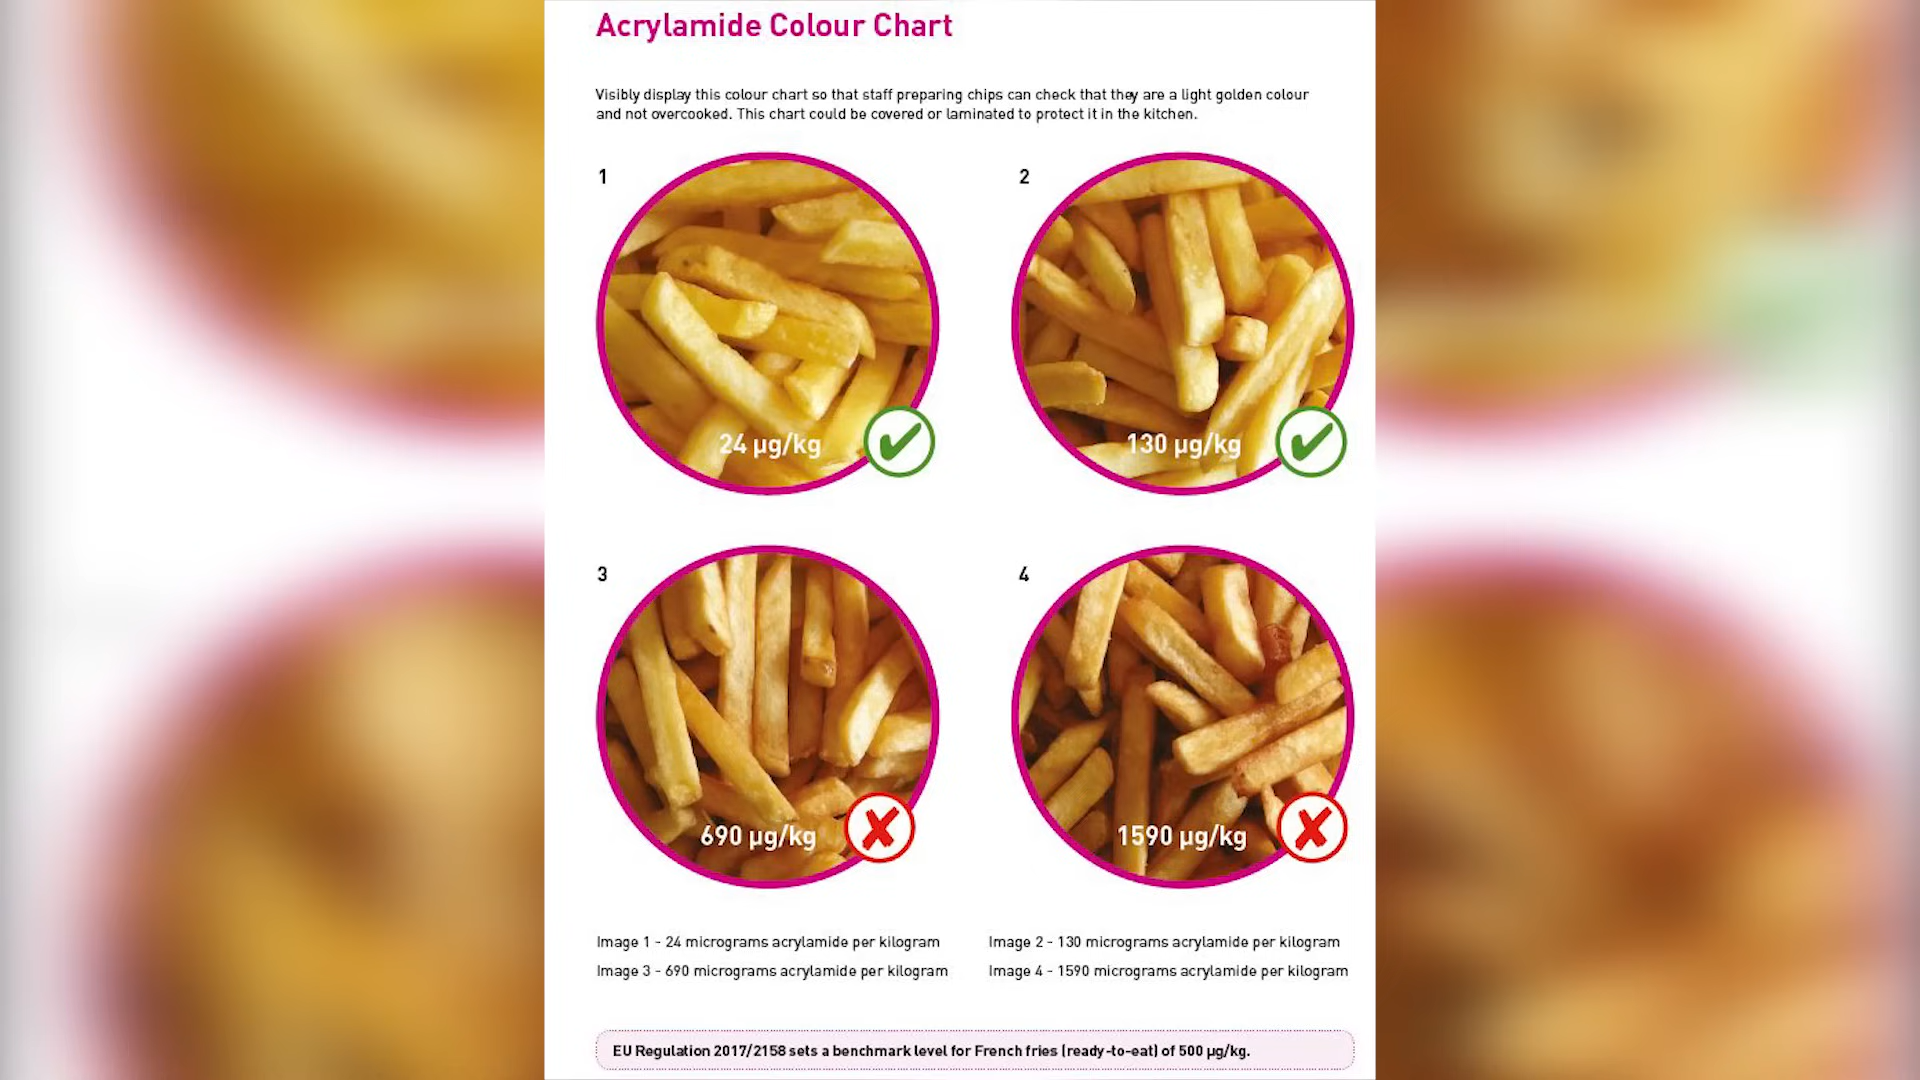 Acrylamide Colour Chart
Visibly display this colour chart so that staff preparing chips can check that they are a light golden colour
and not overcooked. This chart could be covered or laminated to protect it in the kitchen.
1
2
24 µg/kg
130 µg/kg
3
4
690 µg/kg
1590 µg/kg
Image 1 - 24 micrograms acrylamide per kilogram
Image 2 - 130 micrograms acrylamide per kilogram
Image 3 - 690 micrograms acrylamide per kilogram
Image 4 - 1590 micrograms acrylamide per kilogram
EU Regulation 2017/2158 sets a benchmark level for French fries (ready-to-eat) of 500 µg/kg.